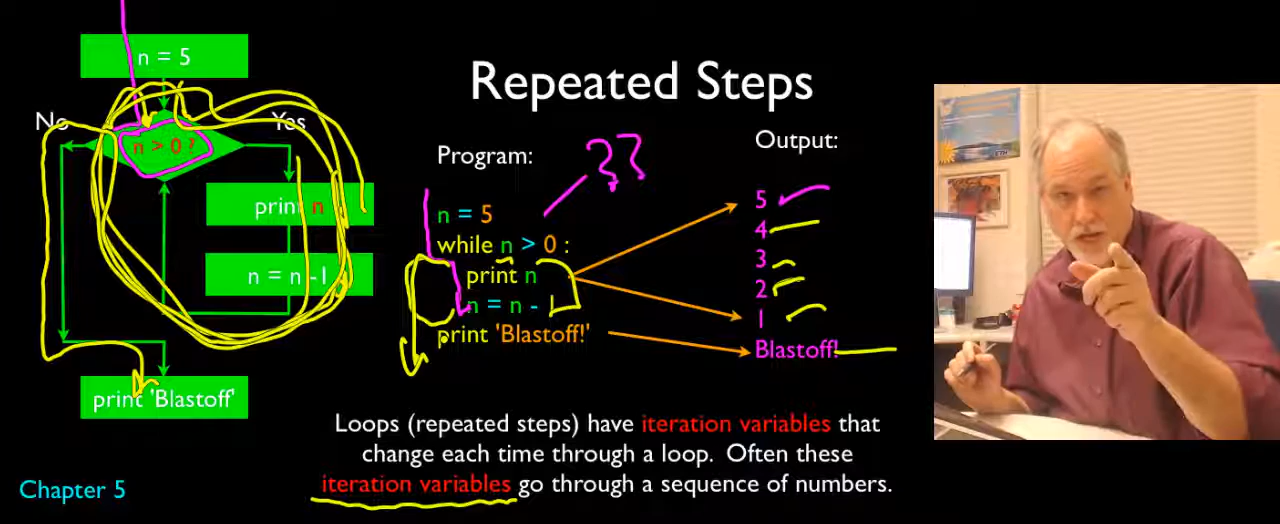 n = 5
No
Yes
n > 0 ?
print n
n = n -1
print 'Blastoff'
Chapter 5
Repeated Steps
Program:
??
n = 5
while n > 0 :
print n
n = n -
print 'Blastoff!'
Output:
5
4
3
2
1
Blastoff!
Loops (repeated steps) have iteration variables that
change each time through a loop. Often these
iteration variables go through a sequence of numbers.